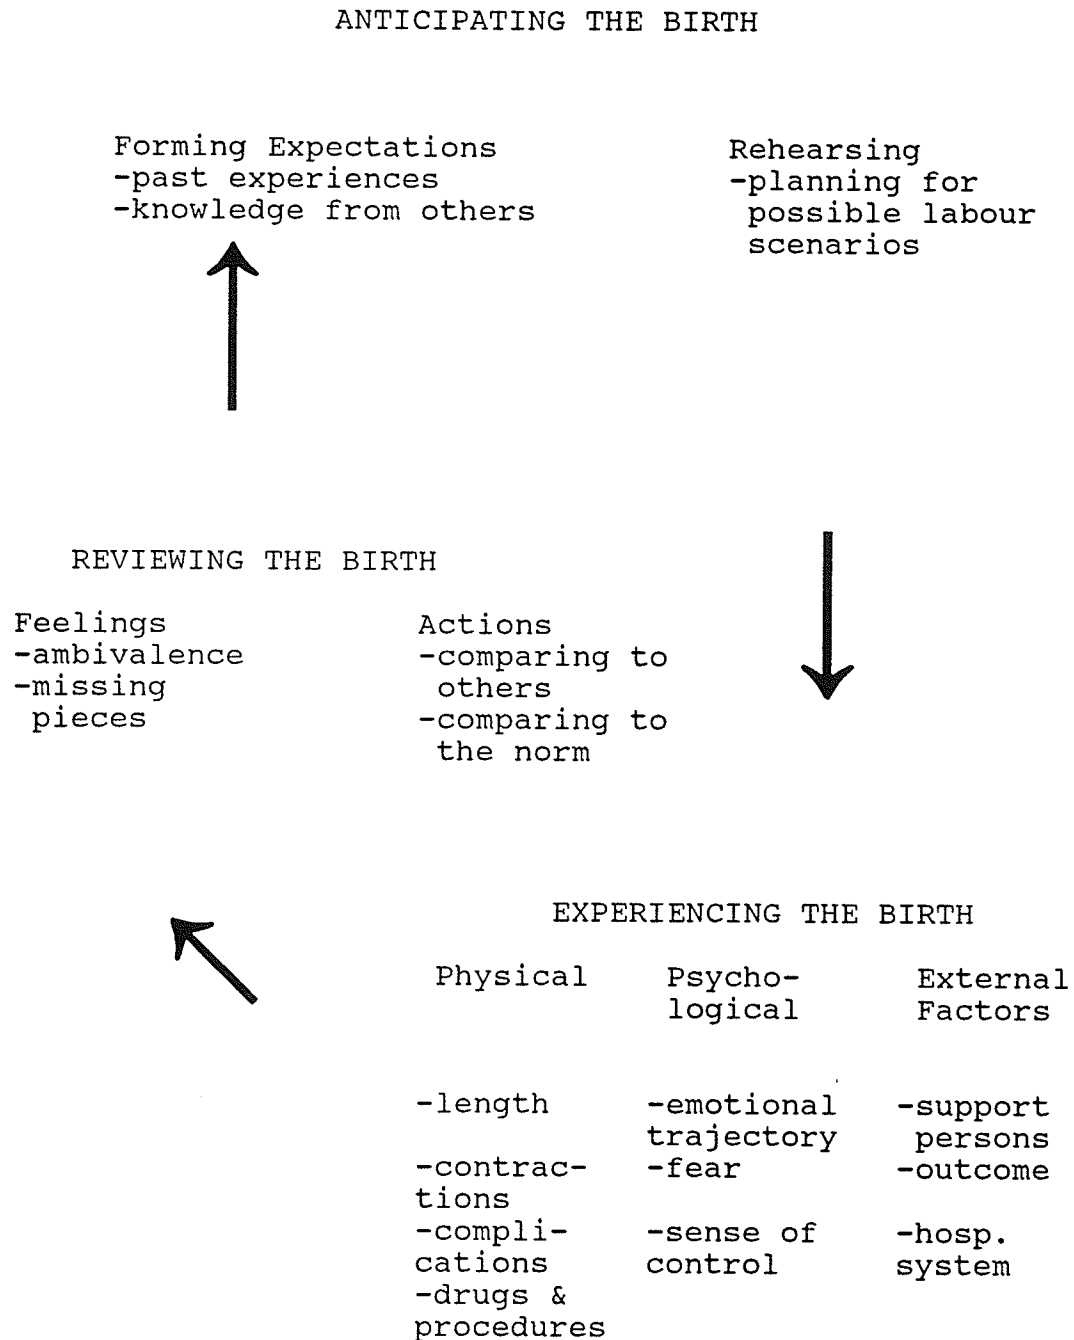 ANTICIPATING THE BIRTH
Forming Expectations
-past experiences
-knowledge from others
Rehearsing
-planning for
possible labour
scenarios
REVIEWING THE BIRTH
Feelings
-ambivalence
-missing
pieces
Actions
-comparing to
others
-comparing to
the norm
EXPERIENCING THE BIRTH
Physical
-length
-contrac-
tions
-compli-
cations
-drugs &
procedures
Psycho-
logical
-emotional
trajectory
-fear
-sense of
control
External
Factors
-support
persons
-outcome
-hosp.
system